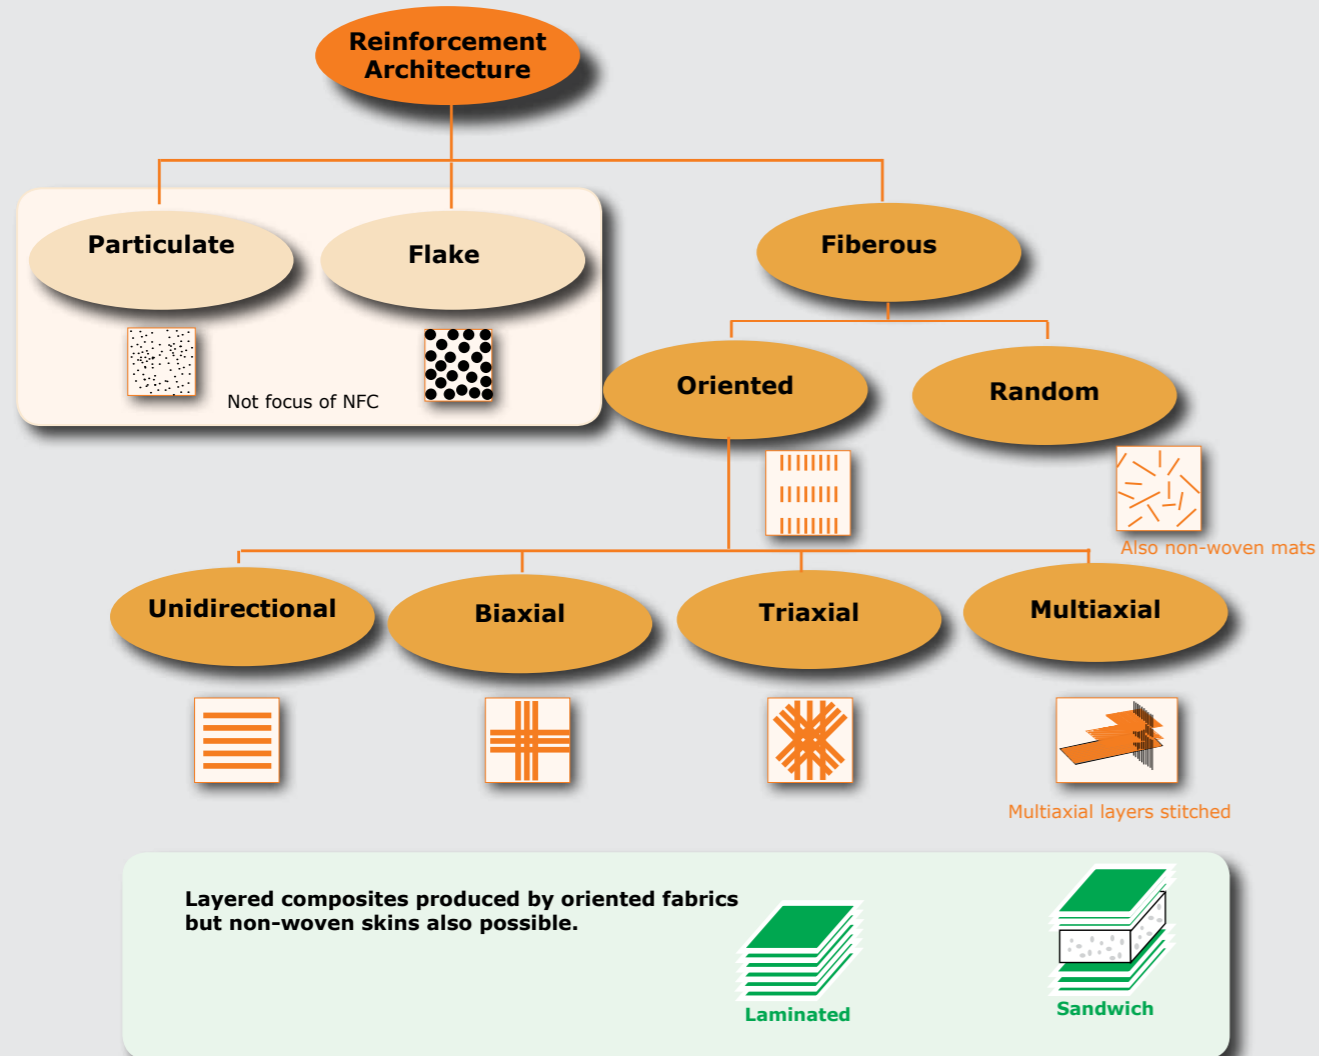 Reinforcement
Architecture
Particulate
Flake
Fiberous
Not focus of NFC
Oriented
Random
Also non-woven mats
Unidirectional
Biaxial
Triaxial
Multiaxial
Multiaxial layers stitched
Layered composites produced by oriented fabrics
but non-woven skins also possible.
Laminated
Sandwich